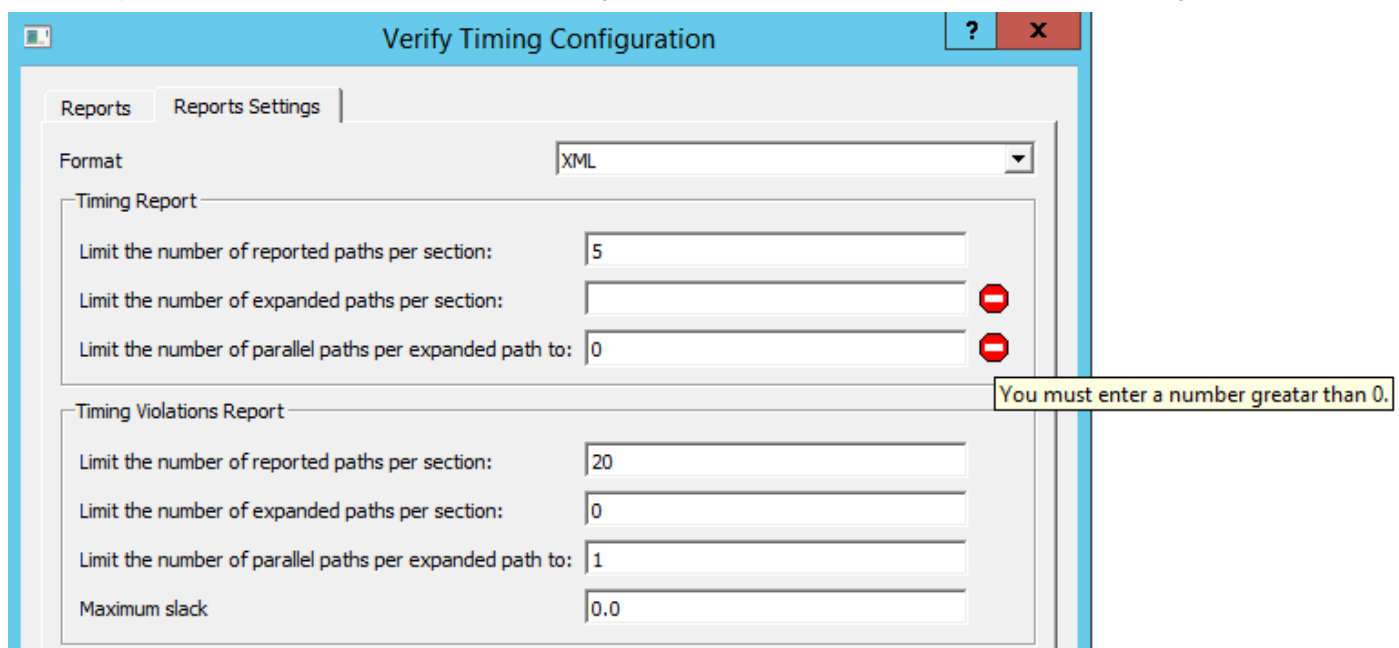 Verify Timing Configuration
? x
Reports Reports Settings
Format XML
Timing Report
Limit the number of reported paths per section: 5
Limit the number of expanded paths per section:
Limit the number of parallel paths per expanded path to: 0
You must enter a number greatar than 0.
Timing Violations Report
Limit the number of reported paths per section: 20
Limit the number of expanded paths per section: 0
Limit the number of parallel paths per expanded path to: 1
Maximum slack 0.0